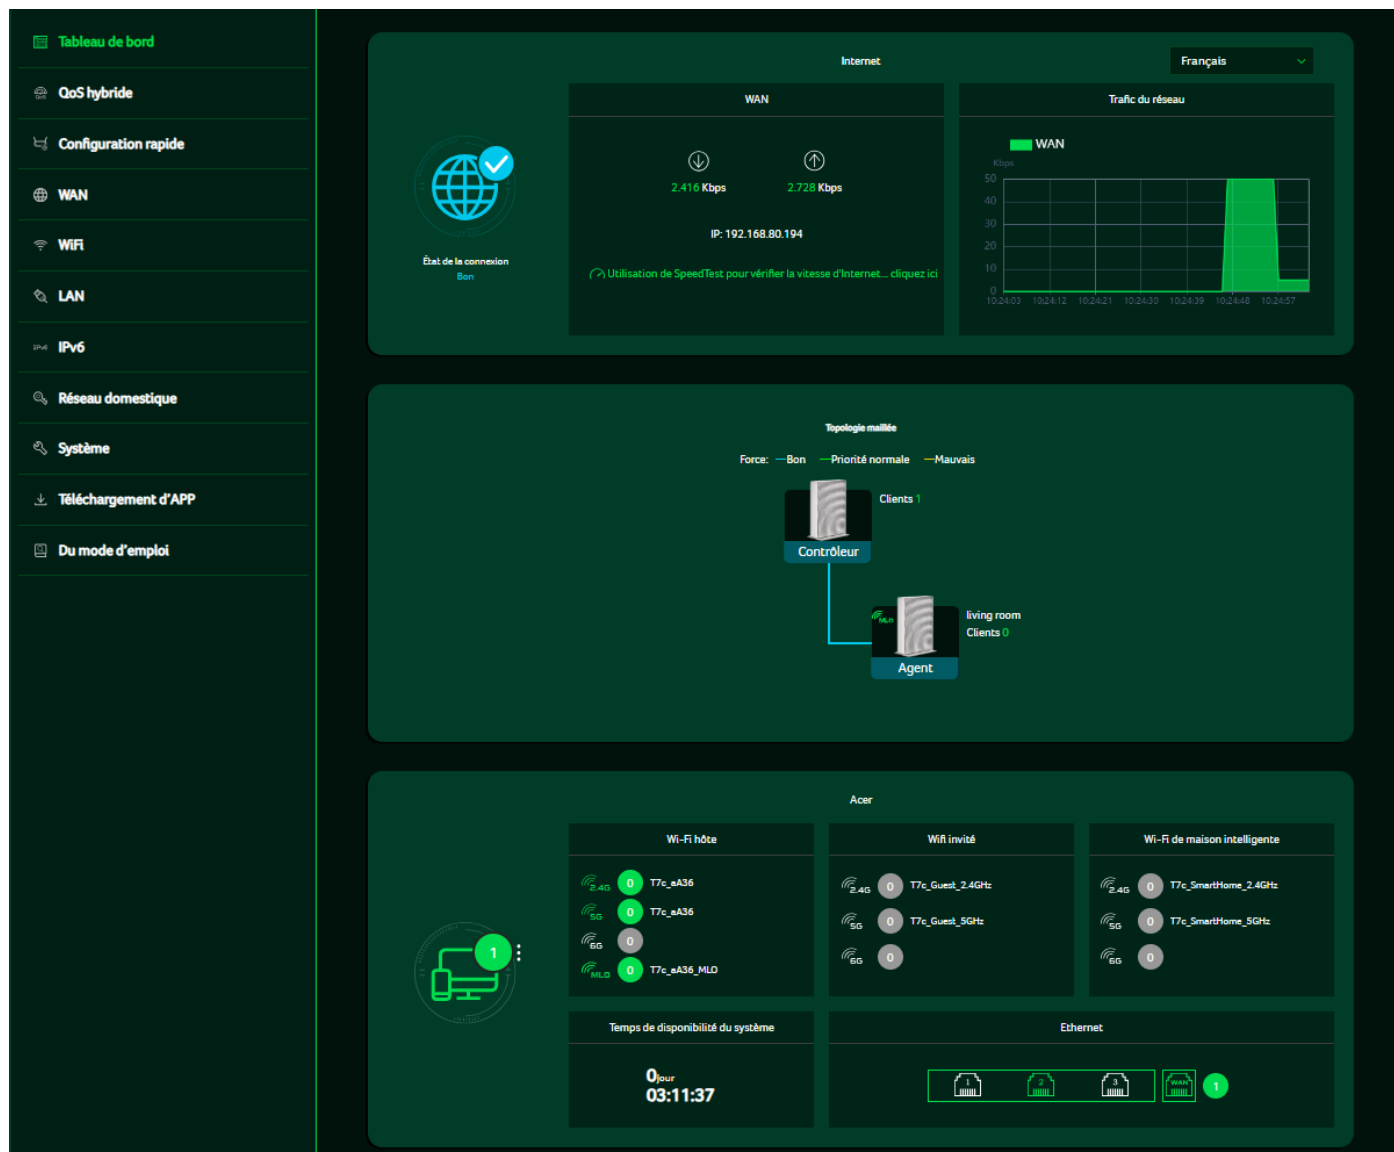 Tableau de bord
QoS hybride
Configuration rapide
WAN
WiFi
LAN
IPv6
IPv6
Réseau domestique
Système
Téléchargement d'APP
Du mode d'emploi
Internet
Français
État de la connexion
Bon
WAN
2.416 Kbps
2.728 Kbps
IP: 192.168.80.194
Utilisation de SpeedTest pour vérifier la vitesse d'Internet... cliquez ici
Trafic du réseau
WAN
Kbps
50
40
30
20
10
0
10:24:03 10:24:12 10:24:21 10:24:30 10:24:39 10:24:48 10:24:57
Topologie maillée
Force: Bon Priorité normale Mauvais
Clients 1
Contrôleur
MLO
living room
Clients 0
Agent
Acer
1
Wi-Fi hôte
2.4G 0 T7c_aA36
5G 0 T7c_aA36
6G 0
MLO 0 T7c_aA36_MLO
Wifi invité
2.4G 0 T7c_Guest_2.4GHz
5G 0 T7c_Guest_5GHz
6G 0
Wi-Fi de maison intelligente
2.4G 0 T7c_SmartHome_2.4GHz
5G 0 T7c_SmartHome_5GHz
6G 0
Temps de disponibilité du système
0jour
03:11:37
Ethernet
1 2 3 WAN 1